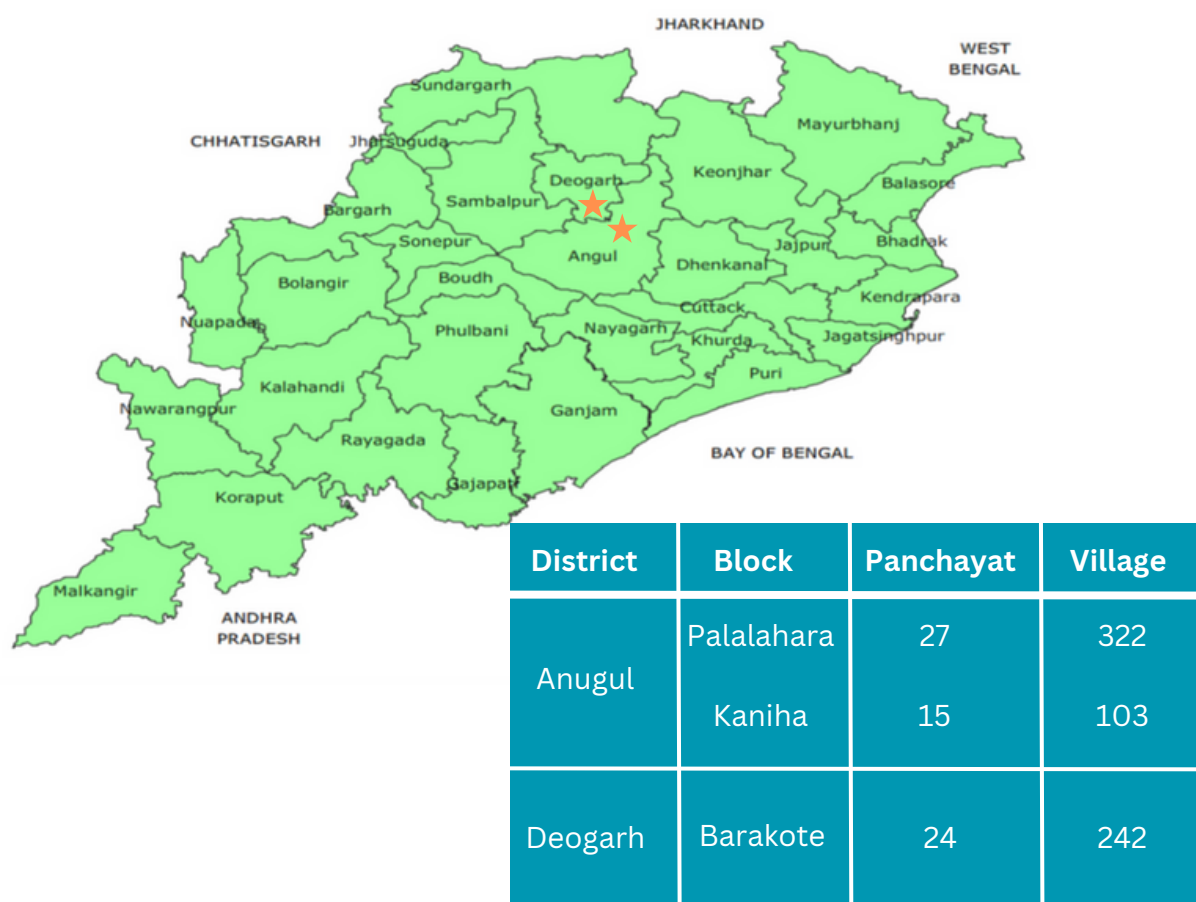 JHARKHAND
WEST
BENGAL
Sundargarh
Mayurbhanj
CHHATISGARH
Jharsuguda
Keonjhar
Deogarh
Balasore
Sambalpur
Bargarh
Sonepur
Jajpur
Bhadrak
Angul
Dhenkanal
Boudh
Bolangir
Kendrapara
Cuttack
Nuapada
Phulbani
Nayagarh
Khurda
Jagatsinghpur
Puri
Kalahandi
Nawarangpur
Ganjam
Rayagada
BAY OF BENGAL
Gajapati
Koraput
Malkangir
ANDHRA
PRADESH
District Block Panchayat Village
Anugul
Palalahara 27 322
Kaniha 15 103
Deogarh Barakote 24 242